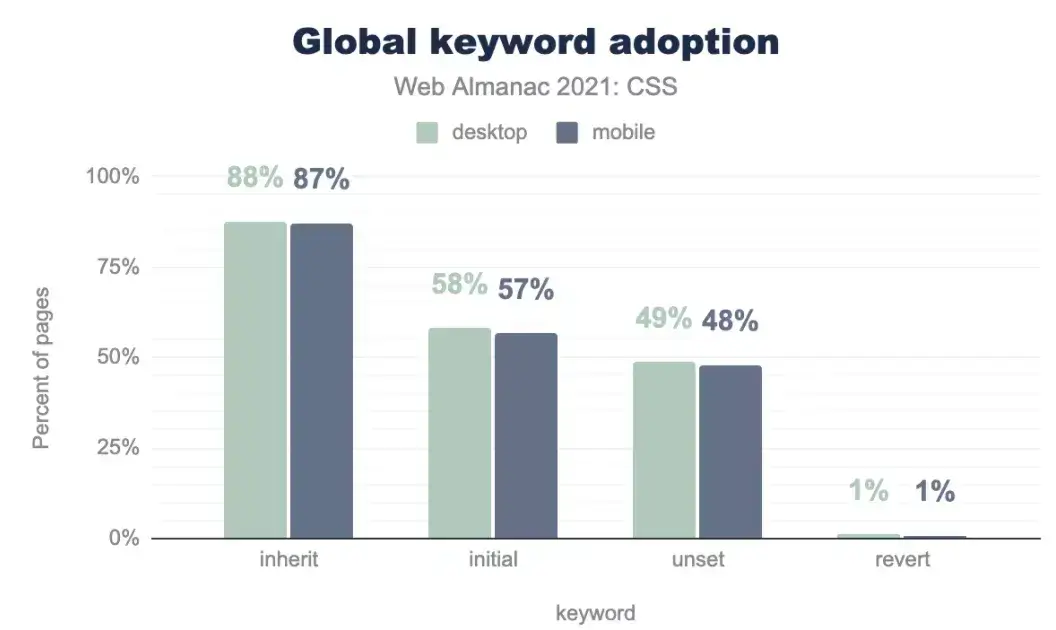 Global keyword adoption
Web Almanac 2021: CSS
desktop mobile
100%
75%
50%
25%
0%
Percent of pages
88% 87%
58% 57%
49% 48%
1% 1%
inherit initial unset revert
keyword